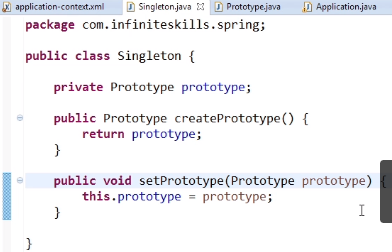 application-context.xml Singleton.java Prototype.java Application.java
package com.infiniteskills.spring;
public class Singleton {
private Prototype prototype;
public Prototype createPrototype() {
return prototype;
}
public void setPrototype(Prototype prototype) {
this.prototype = prototype;
}